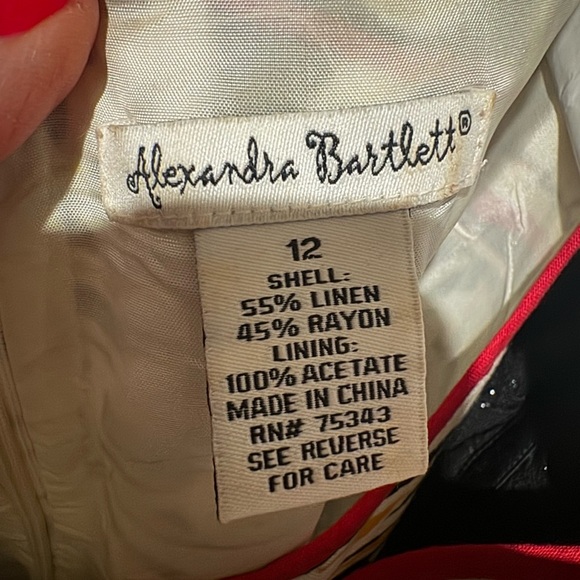 Alexandra Bartlett®
12
SHELL:
55% LINEN
45% RAYON
LINING:
100% ACETATE
MADE IN CHINA
RN# 75343
SEE REVERSE
FOR CARE